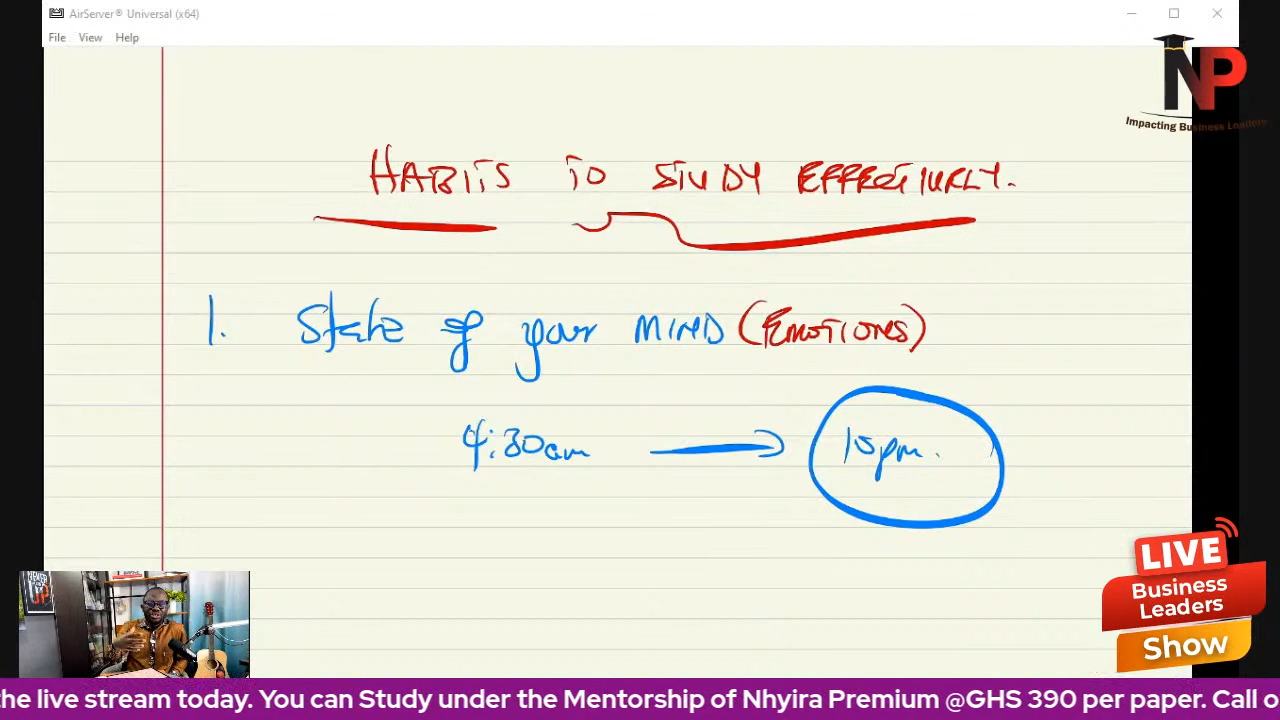 AirServer® Universal (x64)
File View Help
NP
Impacting Business Leaders
HABITS TO STUDY EFFECTIVELY.
1. State of your MIND (EMOTIONS)
4:30am → 10pm.
LIVE
Business
Leaders
Show
the live stream today. You can Study under the Mentorship of Nhyira Premium @GHS 390 per paper. Call o